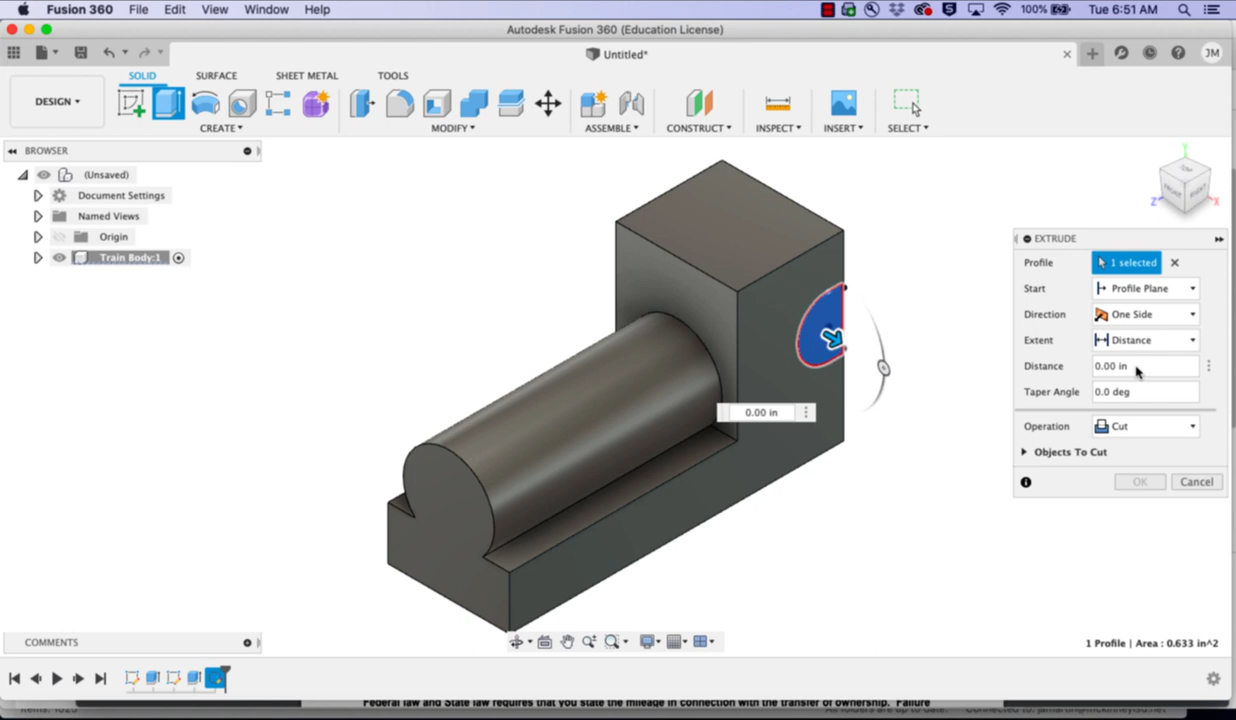 Fusion 360 File Edit View Window Help 100% Tue 6:51 AM
Autodesk Fusion 360 (Education License)
Untitled* JM
SOLID SURFACE SHEET METAL TOOLS
DESIGN
CREATE MODIFY ASSEMBLE CONSTRUCT INSPECT INSERT SELECT
BROWSER
(Unsaved)
Document Settings
Named Views
Origin
Train Body:1
Y
FRONT RIGHT
Z X
EXTRUDE
Profile 1 selected
Start Profile Plane
Direction One Side
Extent Distance
Distance 0.00 in
Taper Angle 0.0 deg
0.00 in
Operation Cut
Objects To Cut
OK Cancel
COMMENTS
1 Profile | Area : 0.633 in^2
Federal law and State law requires that you state the mileage in connection with the transfer of ownership. Failure